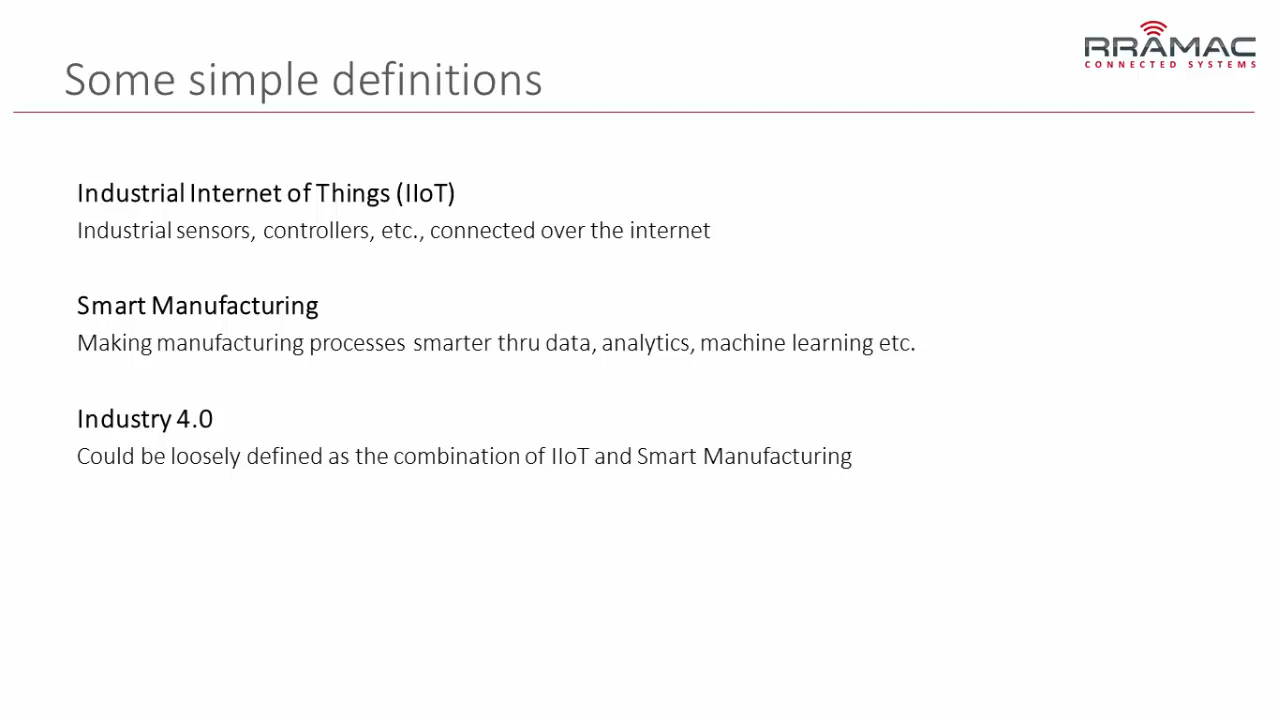 Some simple definitions
RRAMAC
CONNECTED SYSTEMS
Industrial Internet of Things (IIoT)
Industrial sensors, controllers, etc., connected over the internet
Smart Manufacturing
Making manufacturing processes smarter thru data, analytics, machine learning etc.
Industry 4.0
Could be loosely defined as the combination of IIoT and Smart Manufacturing